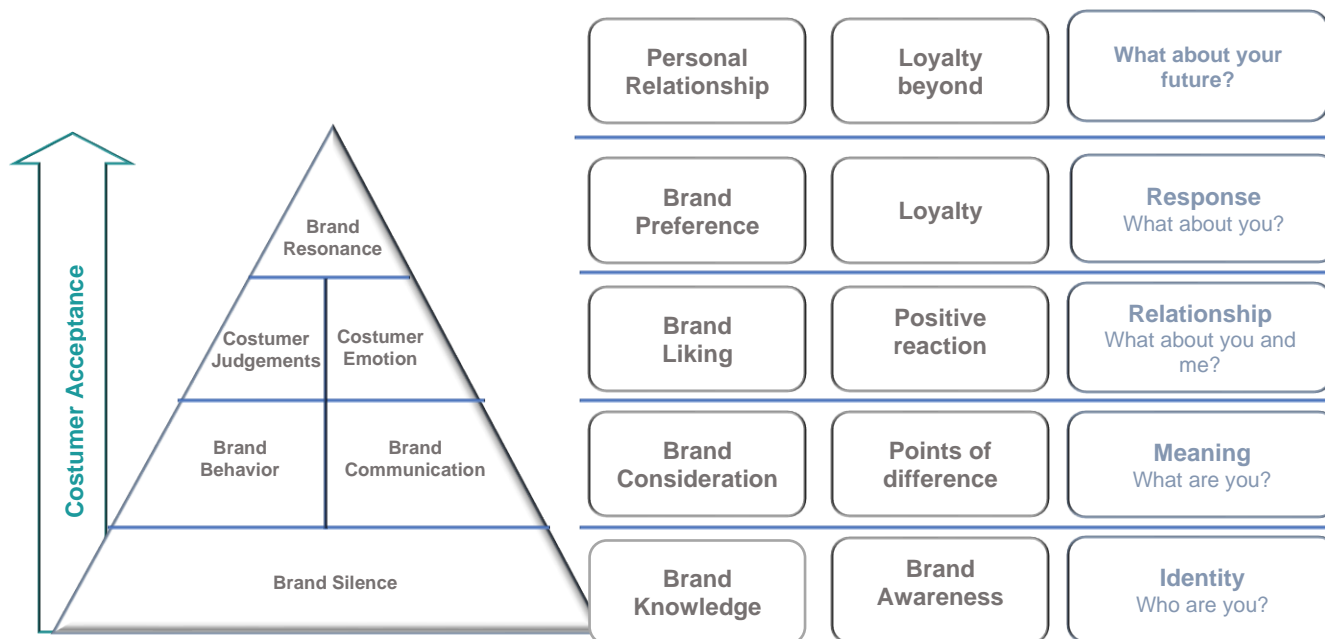 Costumer Acceptance
Brand
Resonance
Costumer
Judgements
Costumer
Emotion
Brand
Behavior
Brand
Communication
Brand Silence
Personal
Relationship
Loyalty
beyond
What about your
future?
Brand
Preference
Loyalty
Response
What about you?
Brand
Liking
Positive
reaction
Relationship
What about you and
me?
Brand
Consideration
Points of
difference
Meaning
What are you?
Brand
Knowledge
Brand
Awareness
Identity
Who are you?